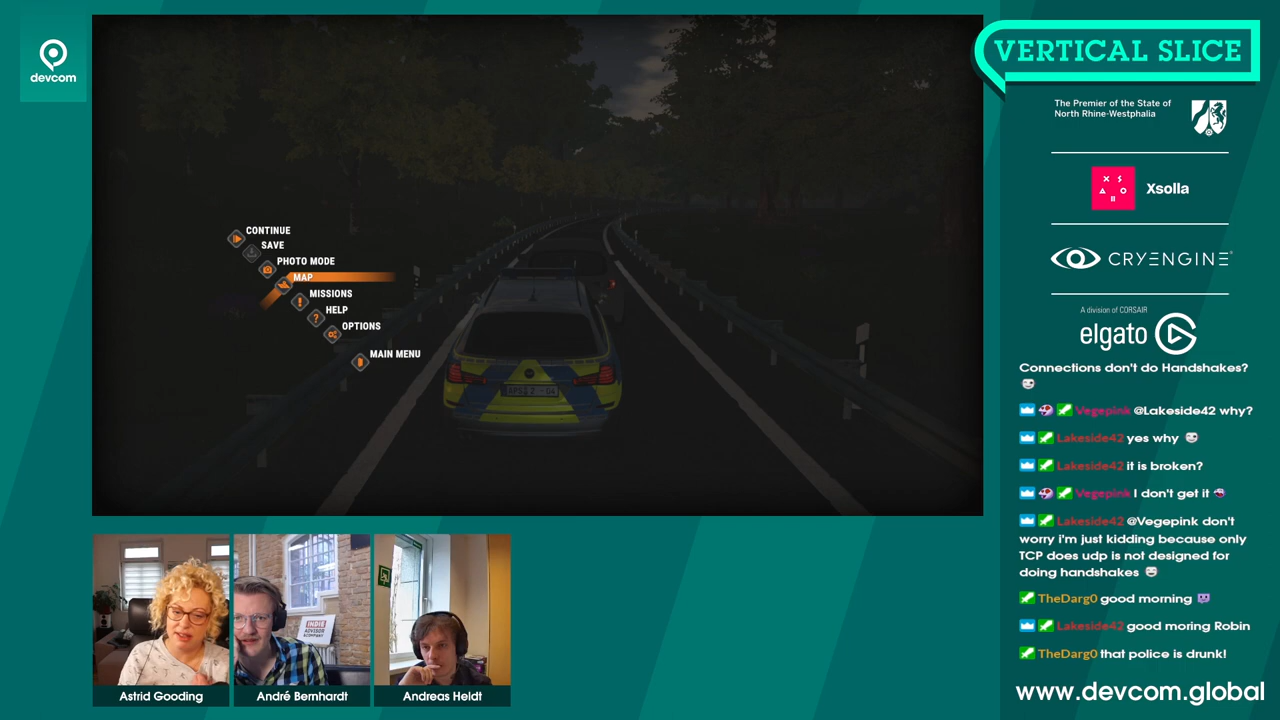 devcom
VERTICAL SLICE
The Premier of the State of
North Rhine-Westphalia
Xsolla
CRYENGINE®
A division of CORSAIR
elgato
CONTINUE
SAVE
PHOTO MODE
MAP
MISSIONS
HELP
OPTIONS
MAIN MENU
Connections don't do Handshakes?
Vegepink @Lakeside42 why?
Lakeside42 yes why
Lakeside42 it is broken?
Vegepink I don't get it
Lakeside42 @Vegepink don't
worry i'm just kidding because only
TCP does udp is not designed for
doing handshakes
TheDarg0 good morning
Lakeside42 good moring Robin
TheDarg0 that police is drunk!
INDIE
ADVISOR
&COMPANY
Astrid Gooding
André Bernhardt
Andreas Heldt
www.devcom.global